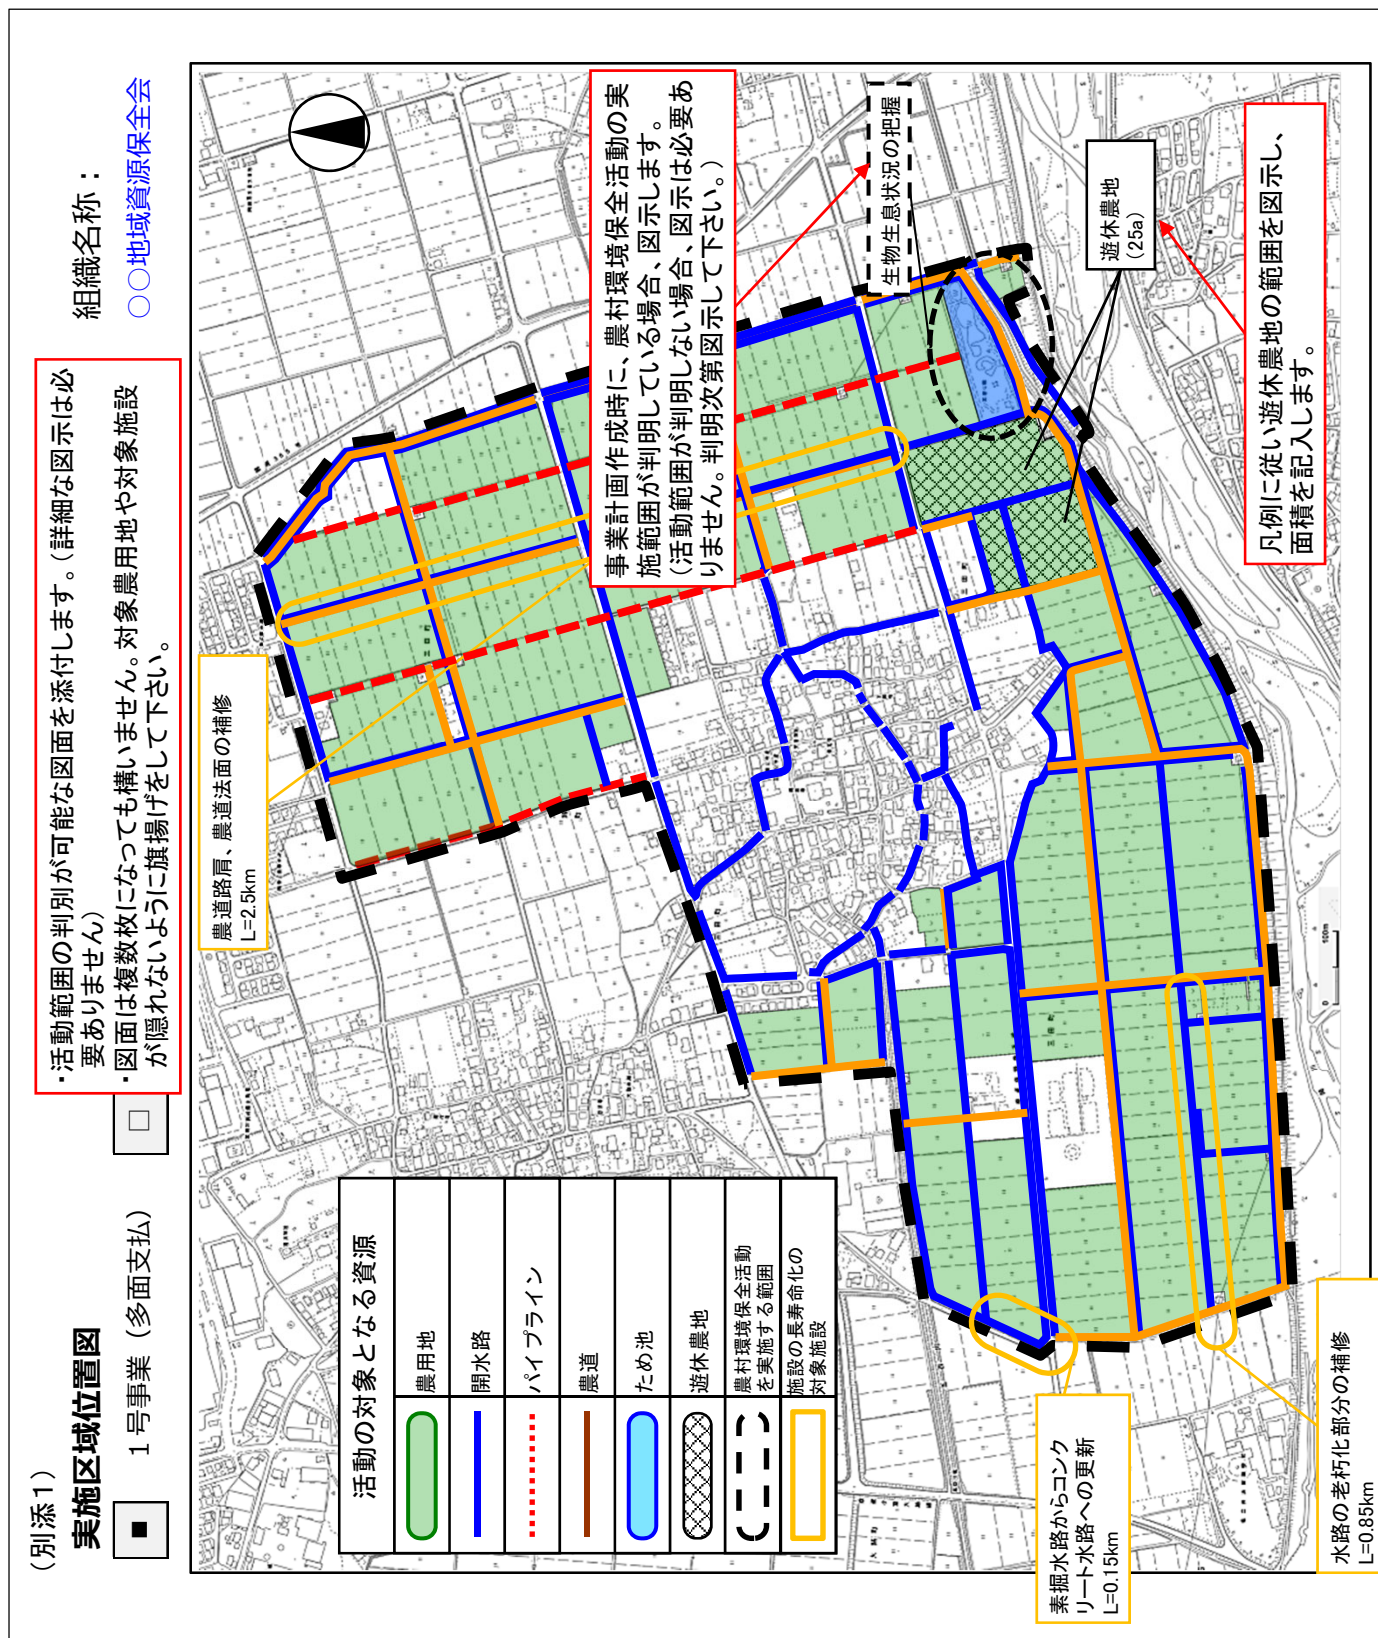 （別添１）
実施区域位置図
■
１号事業（多面支払）
□
組織名称：
○○地域資源保全会
・活動範囲の判別が可能な図面を添付します。（詳細な図示は必
要ありません）
・図面は複数枚になっても構いません。対象農用地や対象施設
が隠れないように旗揚げをして下さい。
農道路肩、農道法面の補修
L=2.5km
事業計画作成時に、農村環境保全活動の実
施範囲が判明している場合、図示します。
（活動範囲が判明しない場合、図示は必要あ
りません。判明次第図示して下さい。）
生物生息状況の把握
遊休農地
（25a）
凡例に従い遊休農地の範囲を図示し、
面積を記入します。
活動の対象となる資源
農用地
開水路
パイプライン
農道
ため池
遊休農地
農村環境保全活動
を実施する範囲
施設の長寿命化の
対象施設
素掘水路からコンク
リート水路への更新
L=0.15km
水路の老朽化部分の補修
L=0.85km
0
100m